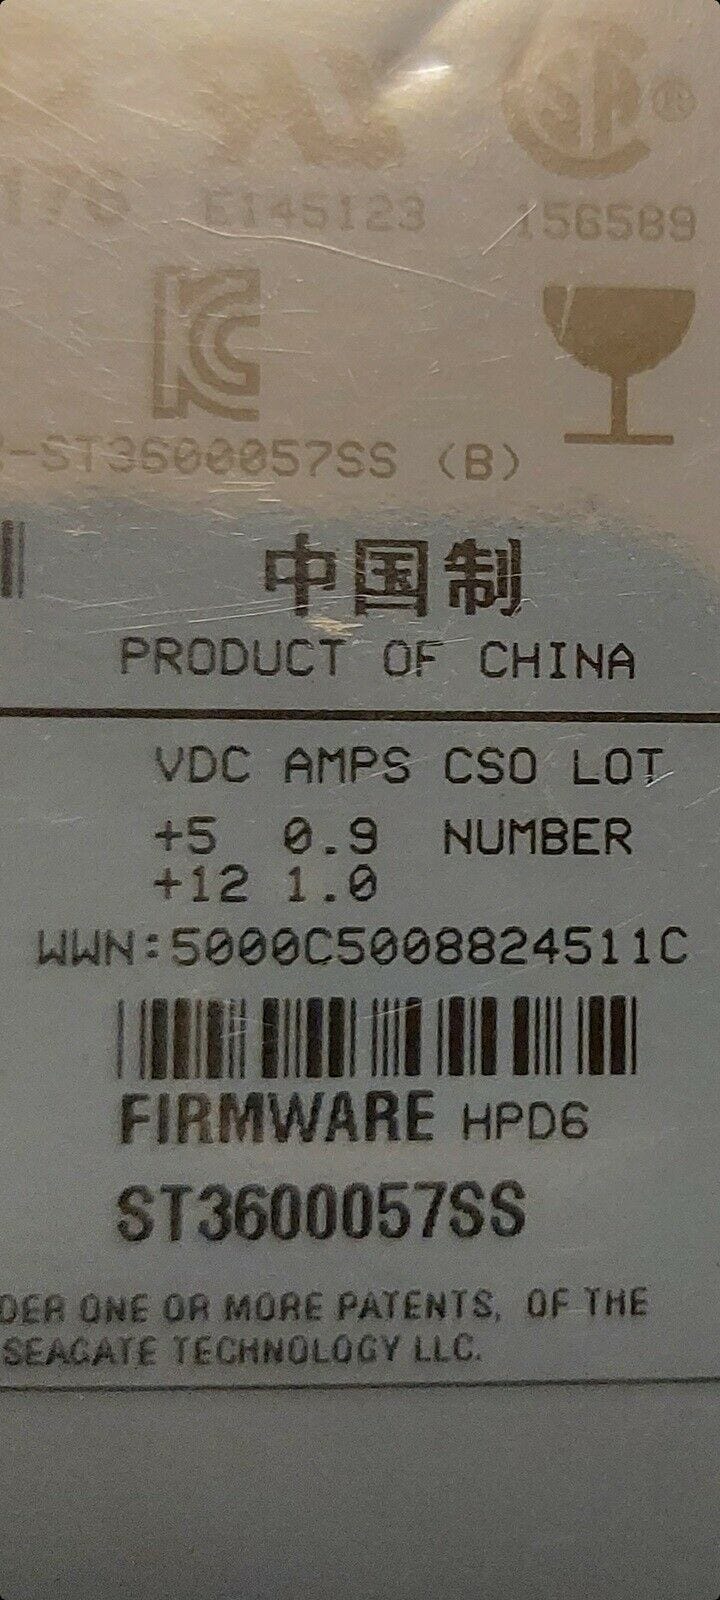 E145123 156589
-ST3600057SS (B)
中国制
PRODUCT OF CHINA
VDC AMPS CSO LOT
+5 0.9 NUMBER
+12 1.0
WWN:5000C5008824511C
FIRMWARE HPD6
ST3600057SS
ONE OR MORE PATENTS, OF THE
SEAGATE TECHNOLOGY LLC.